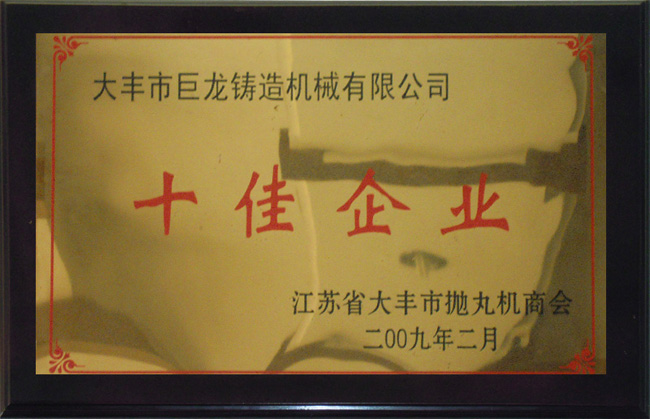 大丰市巨龙铸造机械有限公司
十佳企业
江苏省大丰市抛丸机商会
二00九年二月